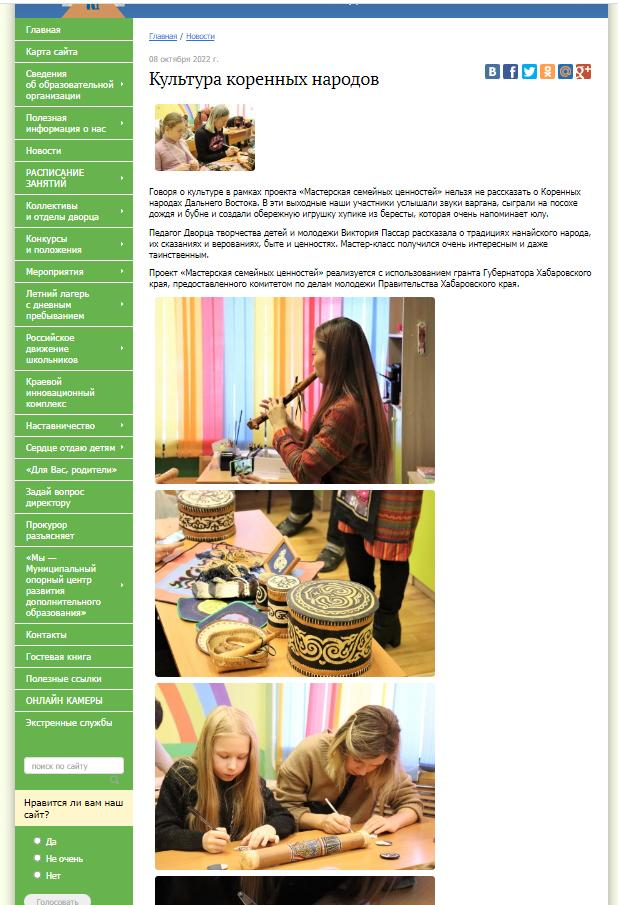 Главная
Карта сайта
Сведения
об образовательной
организации
Полезная
информация о нас
Новости
РАСПИСАНИЕ
ЗАНЯТИЙ
Коллективы
и отделы дворца
Конкурсы
и положения
Мероприятия
Летний лагерь
с дневным
пребыванием
Российское
движение
школьников
Краевой
инновационный
комплекс
Наставничество
Сердце отдаю детям
«Для Вас, родители»
Задай вопрос
директору
Прокурор
разъясняет
«Мы —
Муниципальный
опорный центр
развития
дополнительного
образования»
Контакты
Гостевая книга
Полезные ссылки
ОНЛАЙН КАМЕРЫ
Экстренные службы
поиск по сайту
Нравится ли вам наш
сайт?
Да
Не очень
Нет
Голосовать
Главная / Новости
08 октября 2022 г.
Культура коренных народов
Говоря о культуре в рамках проекта «Мастерская семейных ценностей» нельзя не рассказать о Коренных
народах Дальнего Востока. В эти выходные наши участники услышали звуки варгана, сыграли на посохе
дождя и бубне и создали обережную игрушку хупике из бересты, которая очень напоминает юлу.
Педагог Дворца творчества детей и молодежи Виктория Пассар рассказала о традициях нанайского народа,
их сказаниях и верованиях, быте и ценностях. Мастер-класс получился очень интересным и даже
таинственным.
Проект «Мастерская семейных ценностей» реализуется с использованием гранта Губернатора Хабаровского
края, предоставленного комитетом по делам молодежи Правительства Хабаровского края.